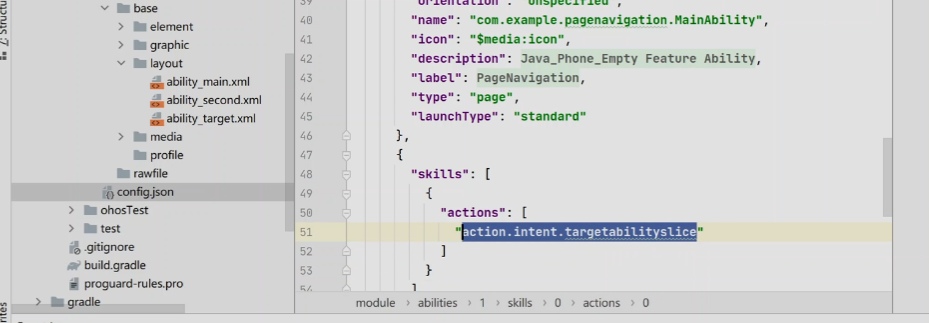 Z: Structu
base
element
graphic
layout
ability_main.xml
ability_second.xml
ability_target.xml
media
profile
rawfile
config.json
ohosTest
test
.gitignore
build.gradle
proguard-rules.pro
gradle
39 "orientation": "unspecified",
40 "name": "com.example.pagenavigation.MainAbility",
41 "icon": "$media:icon",
42 "description": Java_Phone_Empty Feature Ability,
43 "label": PageNavigation,
44 "type": "page",
45 "launchType": "standard"
46 },
47 {
48 "skills": [
49 {
50 "actions": [
51 "action.intent.targetabilityslice"
52 ]
53 }
54 ]
module › abilities › 1 › skills › 0 › actions › 0